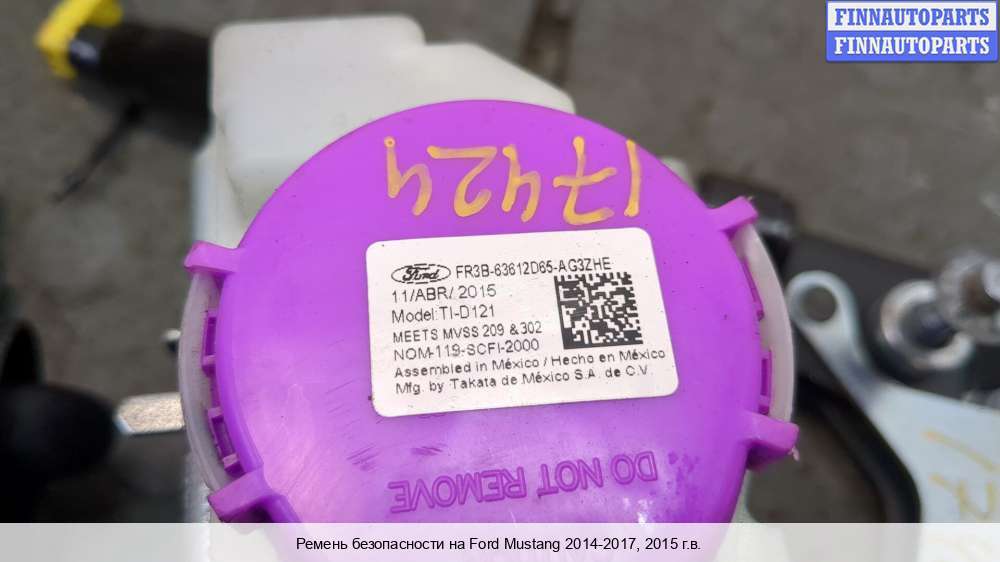 FINNAUTOPARTS
FINNAUTOPARTS
17424
Ford FR3B-63612D65-AG3ZHE
11/ABR/2015
Model:TI-D121
MEETS MVSS 209 &302
NOM-119-SCFI-2000
Assembled in México / Hecho en México
Mfg. by Takata de México S.A. de C.V.
DO NOT REMOVE
17
Ремень безопасности на Ford Mustang 2014-2017, 2015 г.в.